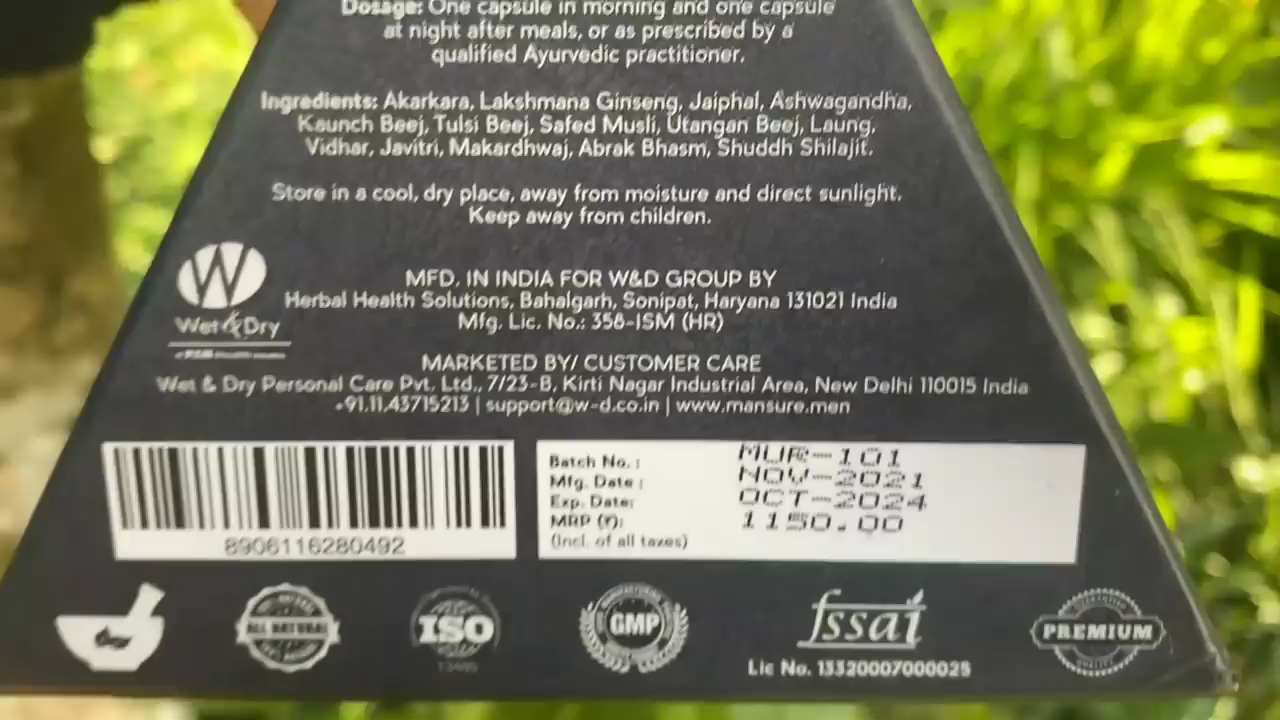 Dosage: One capsule in morning and one capsule
at night after meals, or as prescribed by a
qualified Ayurvedic practitioner.
Ingredients: Akarkara, Lakshmana Ginseng, Jaiphal, Ashwagandha,
Kaunch Beej, Tulsi Beej, Safed Musli, Utangan Beej, Laung,
Vidhar, Javitri, Makardhwaj, Abrak Bhasm, Shuddh Shilajit.
Store in a cool, dry place, away from moisture and direct sunlight.
Keep away from children.
W
Wet & Dry
MFD. IN INDIA FOR W&D GROUP BY
Herbal Health Solutions, Bahalgarh, Sonipat, Haryana 131021 India
Mfg. Lic. No.: 358-ISM (HR)
MARKETED BY/ CUSTOMER CARE
Wet & Dry Personal Care Pvt. Ltd., 7/23-B, Kirti Nagar Industrial Area, New Delhi 110015 India
+91.11.43715213 | support@w-d.co.in | www.mansure.men
8906116280492
Batch No.: MUR-101
Mfg. Date: NOV-2021
Exp. Date: OCT-2024
MRP (₹): 1150.00
(Incl. of all taxes)
ALL NATURAL
ISO
GMP
fssai
Lic No. 13320007000025
PREMIUM
QUALITY